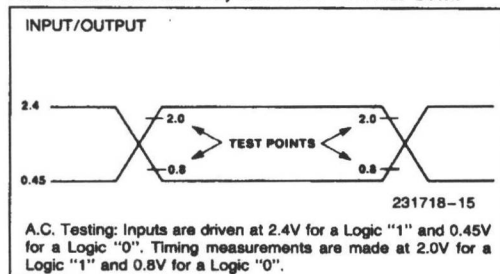 INPUT/OUTPUT
2.4
2.0
2.0
TEST POINTS
0.8
0.8
0.45
231718-15
A.C. Testing: Inputs are driven at 2.4V for a Logic "1" and 0.45V
for a Logic "0". Timing measurements are made at 2.0V for a
Logic "1" and 0.8V for a Logic "0".